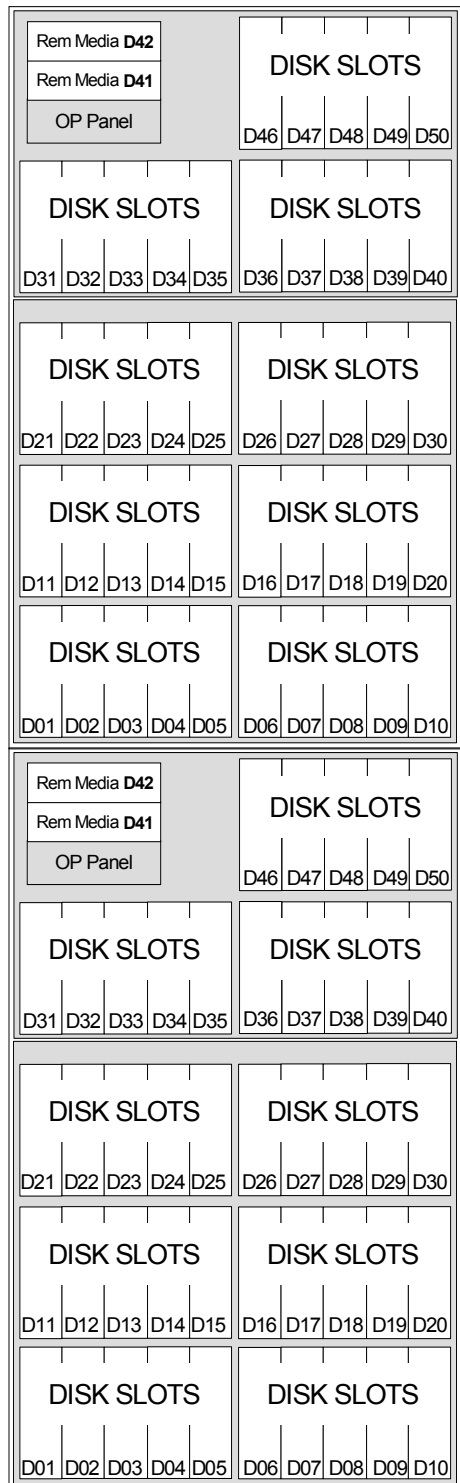 Rem Media D42
Rem Media D41
OP Panel
DISK SLOTS
D46 D47 D48 D49 D50
DISK SLOTS DISK SLOTS
D31 D32 D33 D34 D35 D36 D37 D38 D39 D40
DISK SLOTS DISK SLOTS
D21 D22 D23 D24 D25 D26 D27 D28 D29 D30
DISK SLOTS DISK SLOTS
D11 D12 D13 D14 D15 D16 D17 D18 D19 D20
DISK SLOTS DISK SLOTS
D01 D02 D03 D04 D05 D06 D07 D08 D09 D10
Rem Media D42
Rem Media D41
OP Panel
DISK SLOTS
D46 D47 D48 D49 D50
DISK SLOTS DISK SLOTS
D31 D32 D33 D34 D35 D36 D37 D38 D39 D40
DISK SLOTS DISK SLOTS
D21 D22 D23 D24 D25 D26 D27 D28 D29 D30
DISK SLOTS DISK SLOTS
D11 D12 D13 D14 D15 D16 D17 D18 D19 D20
DISK SLOTS DISK SLOTS
D01 D02 D03 D04 D05 D06 D07 D08 D09 D10